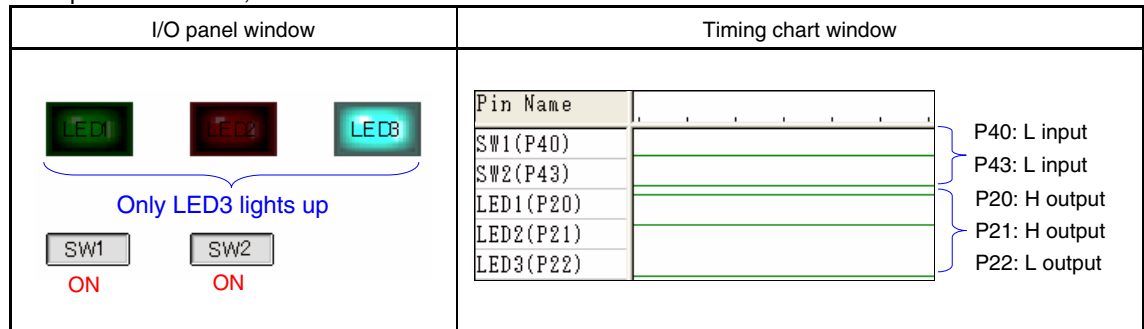 I/O panel window
Timing chart window
LED1 LED2 LED3
Only LED3 lights up
SW1 SW2
ON ON
Pin Name
SW1(P40)
SW2(P43)
LED1(P20)
LED2(P21)
LED3(P22)
P40: L input
P43: L input
P20: H output
P21: H output
P22: L output